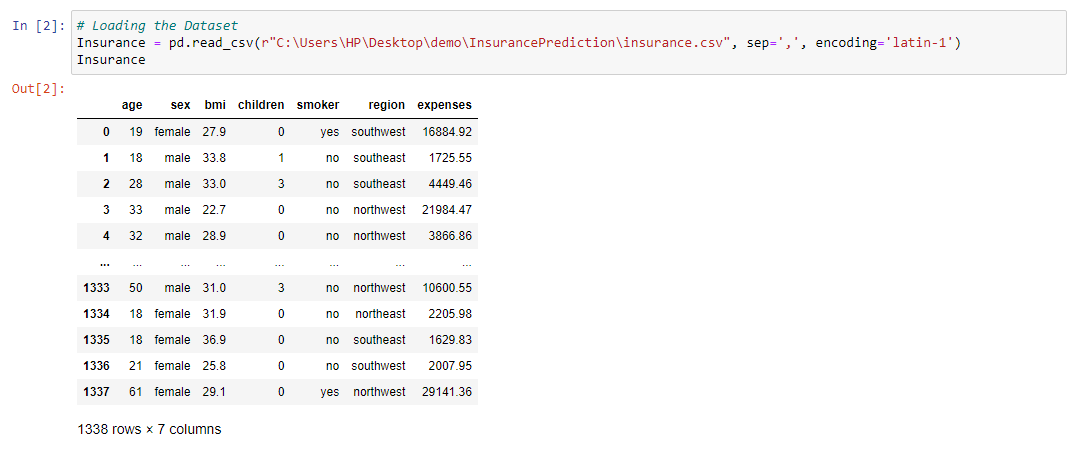 In [2]: # Loading the Dataset
Insurance = pd.read_csv(r"C:\Users\HP\Desktop\demo\InsurancePrediction\insurance.csv", sep=',', encoding='latin-1')
Insurance
Out[2]:
age sex bmi children smoker region expenses
0 19 female 27.9 0 yes southwest 16884.92
1 18 male 33.8 1 no southeast 1725.55
2 28 male 33.0 3 no southeast 4449.46
3 33 male 22.7 0 no northwest 21984.47
4 32 male 28.9 0 no northwest 3866.86
... ... ... ... ... ... ... ...
1333 50 male 31.0 3 no northwest 10600.55
1334 18 female 31.9 0 no northeast 2205.98
1335 18 female 36.9 0 no southeast 1629.83
1336 21 female 25.8 0 no southwest 2007.95
1337 61 female 29.1 0 yes northwest 29141.36
1338 rows × 7 columns